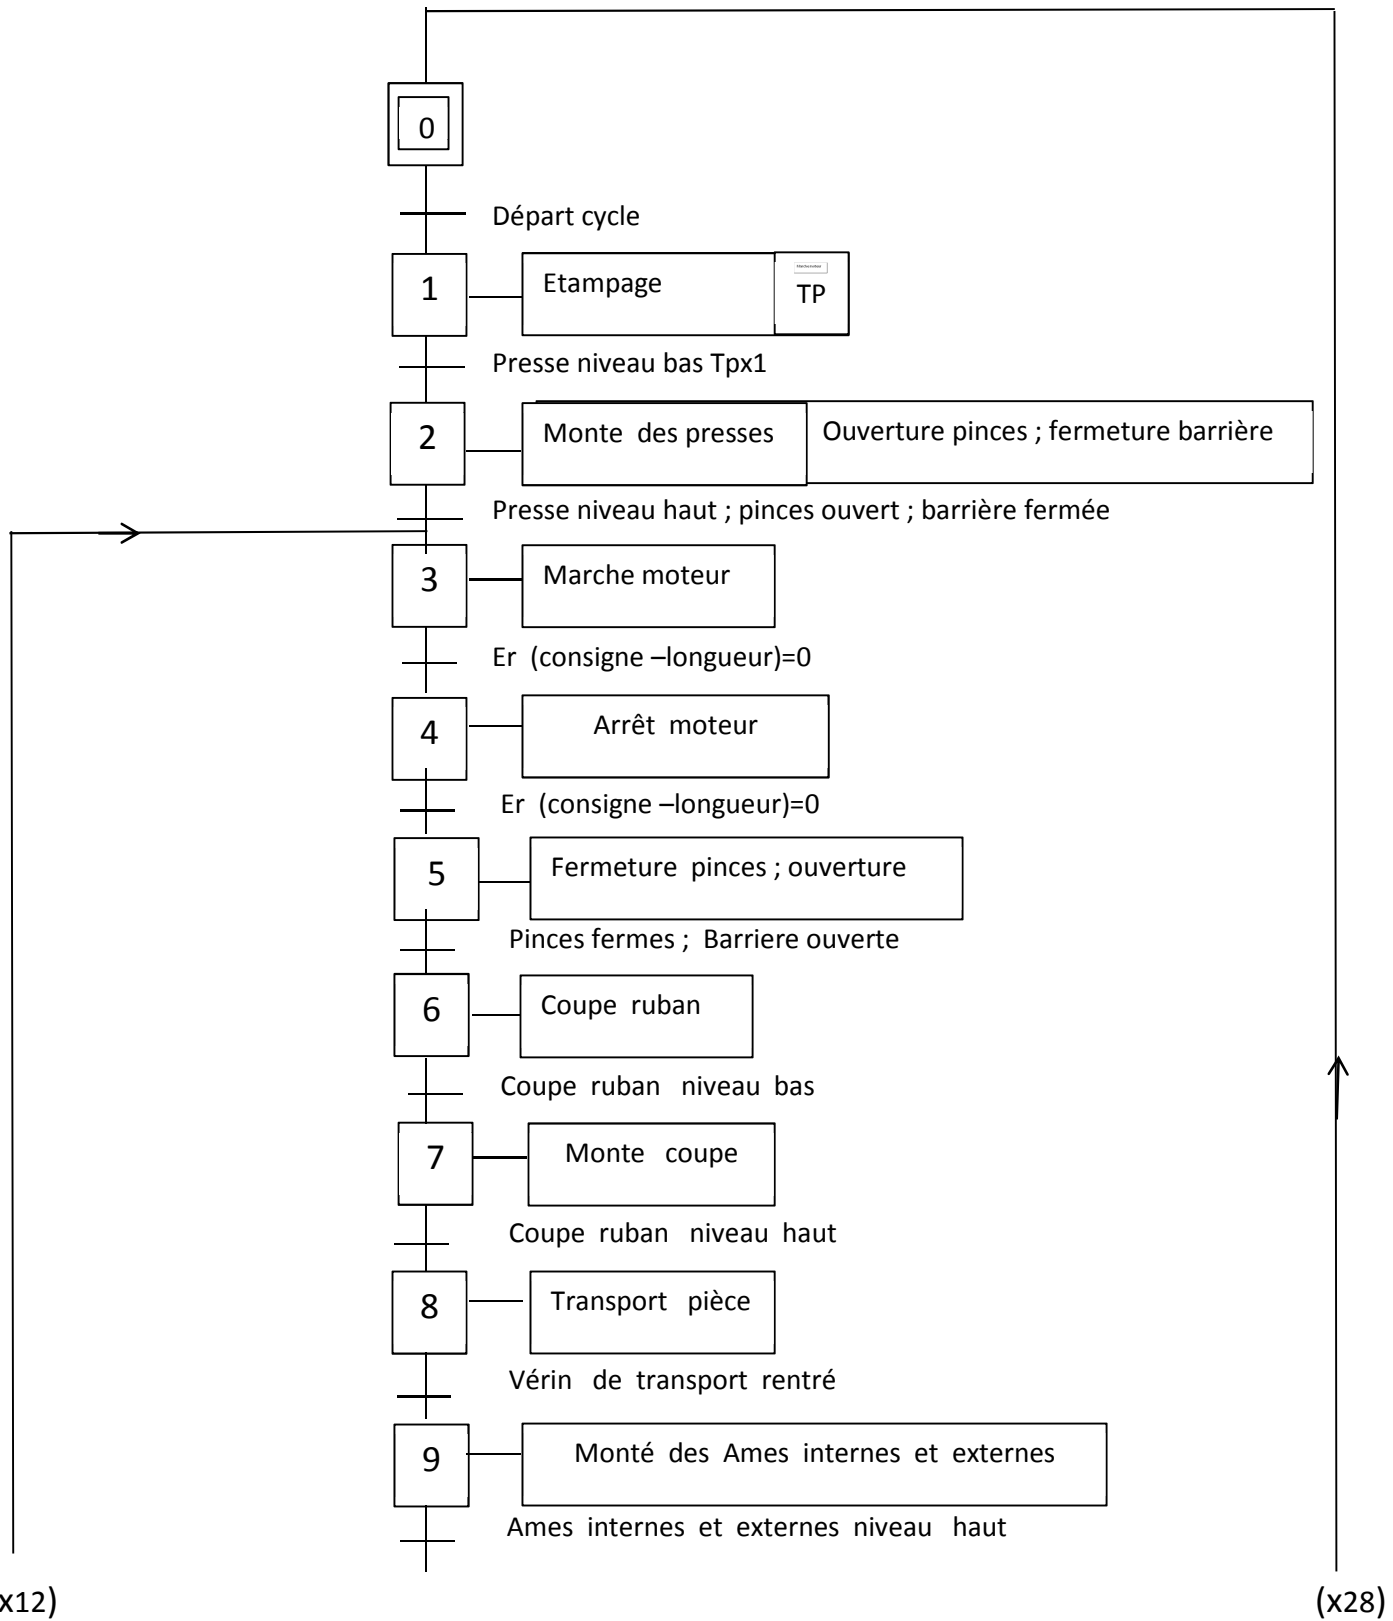 0
Départ cycle
1
Etampage
TP
Presse niveau bas Tpx1
2
Monte des presses
Ouverture pinces ; fermeture barrière
Presse niveau haut ; pinces ouvert ; barrière fermée
3
Marche moteur
Er (consigne –longueur)=0
4
Arrêt moteur
Er (consigne –longueur)=0
5
Fermeture pinces ; ouverture
Pinces fermes ; Barriere ouverte
6
Coupe ruban
Coupe ruban niveau bas
7
Monte coupe
Coupe ruban niveau haut
8
Transport pièce
Vérin de transport rentré
9
Monté des Ames internes et externes
Ames internes et externes niveau haut
x12)
(x28)